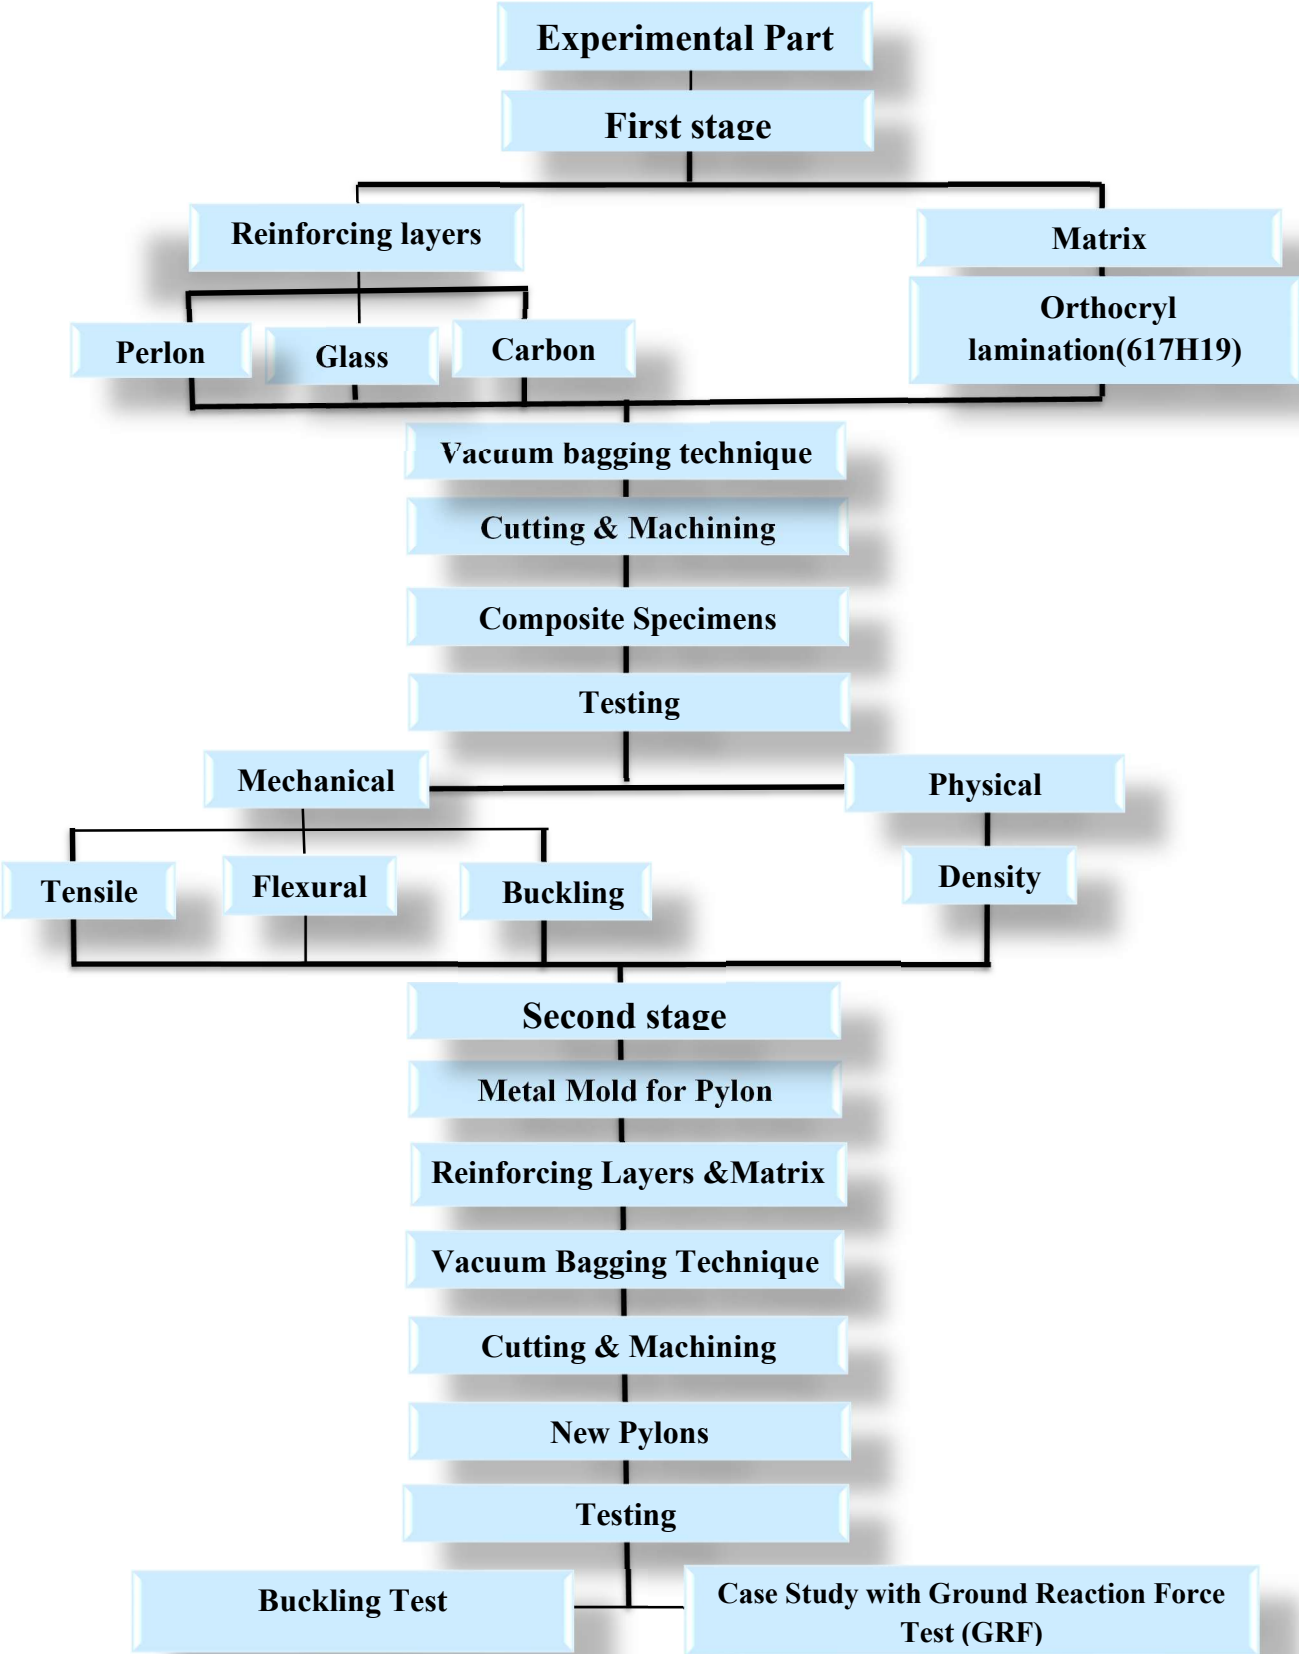 Experimental Part
First stage
Reinforcing layers
Matrix
Orthocryl
lamination(617H19)
Perlon
Glass
Carbon
Vacuum bagging technique
Cutting & Machining
Composite Specimens
Testing
Mechanical
Physical
Tensile
Flexural
Buckling
Density
Second stage
Metal Mold for Pylon
Reinforcing Layers &Matrix
Vacuum Bagging Technique
Cutting & Machining
New Pylons
Testing
Buckling Test
Case Study with Ground Reaction Force
Test (GRF)